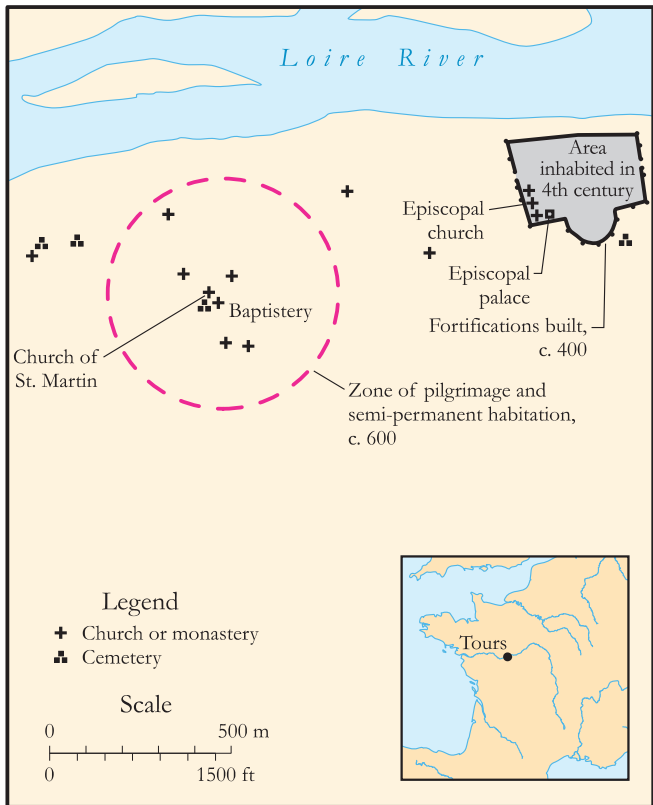 Loire River
Area
inhabited in
4th century
Episcopal
church
Episcopal
palace
Fortifications built,
c. 400
Baptistery
Church of
St. Martin
Zone of pilgrimage and
semi-permanent habitation,
c. 600
Legend
Church or monastery
Cemetery
Scale
0 500 m
0 1500 ft
Tours